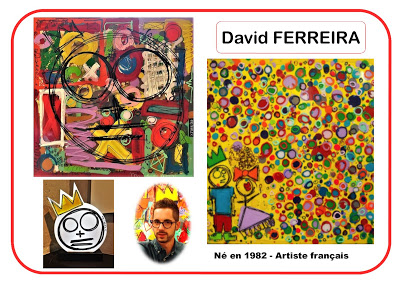 David FERREIRA
Né en 1982 - Artiste français